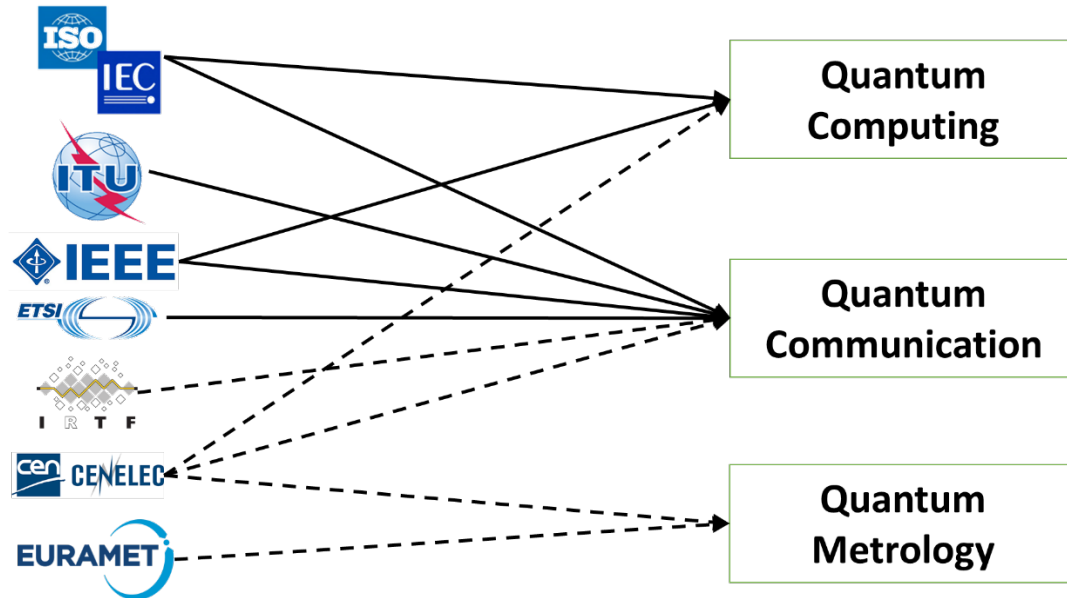 ISO
IEC
ITU
IEEE
ETSI
I R T F
cen
CENELEC
EURAMET
Quantum
Computing
Quantum
Communication
Quantum
Metrology